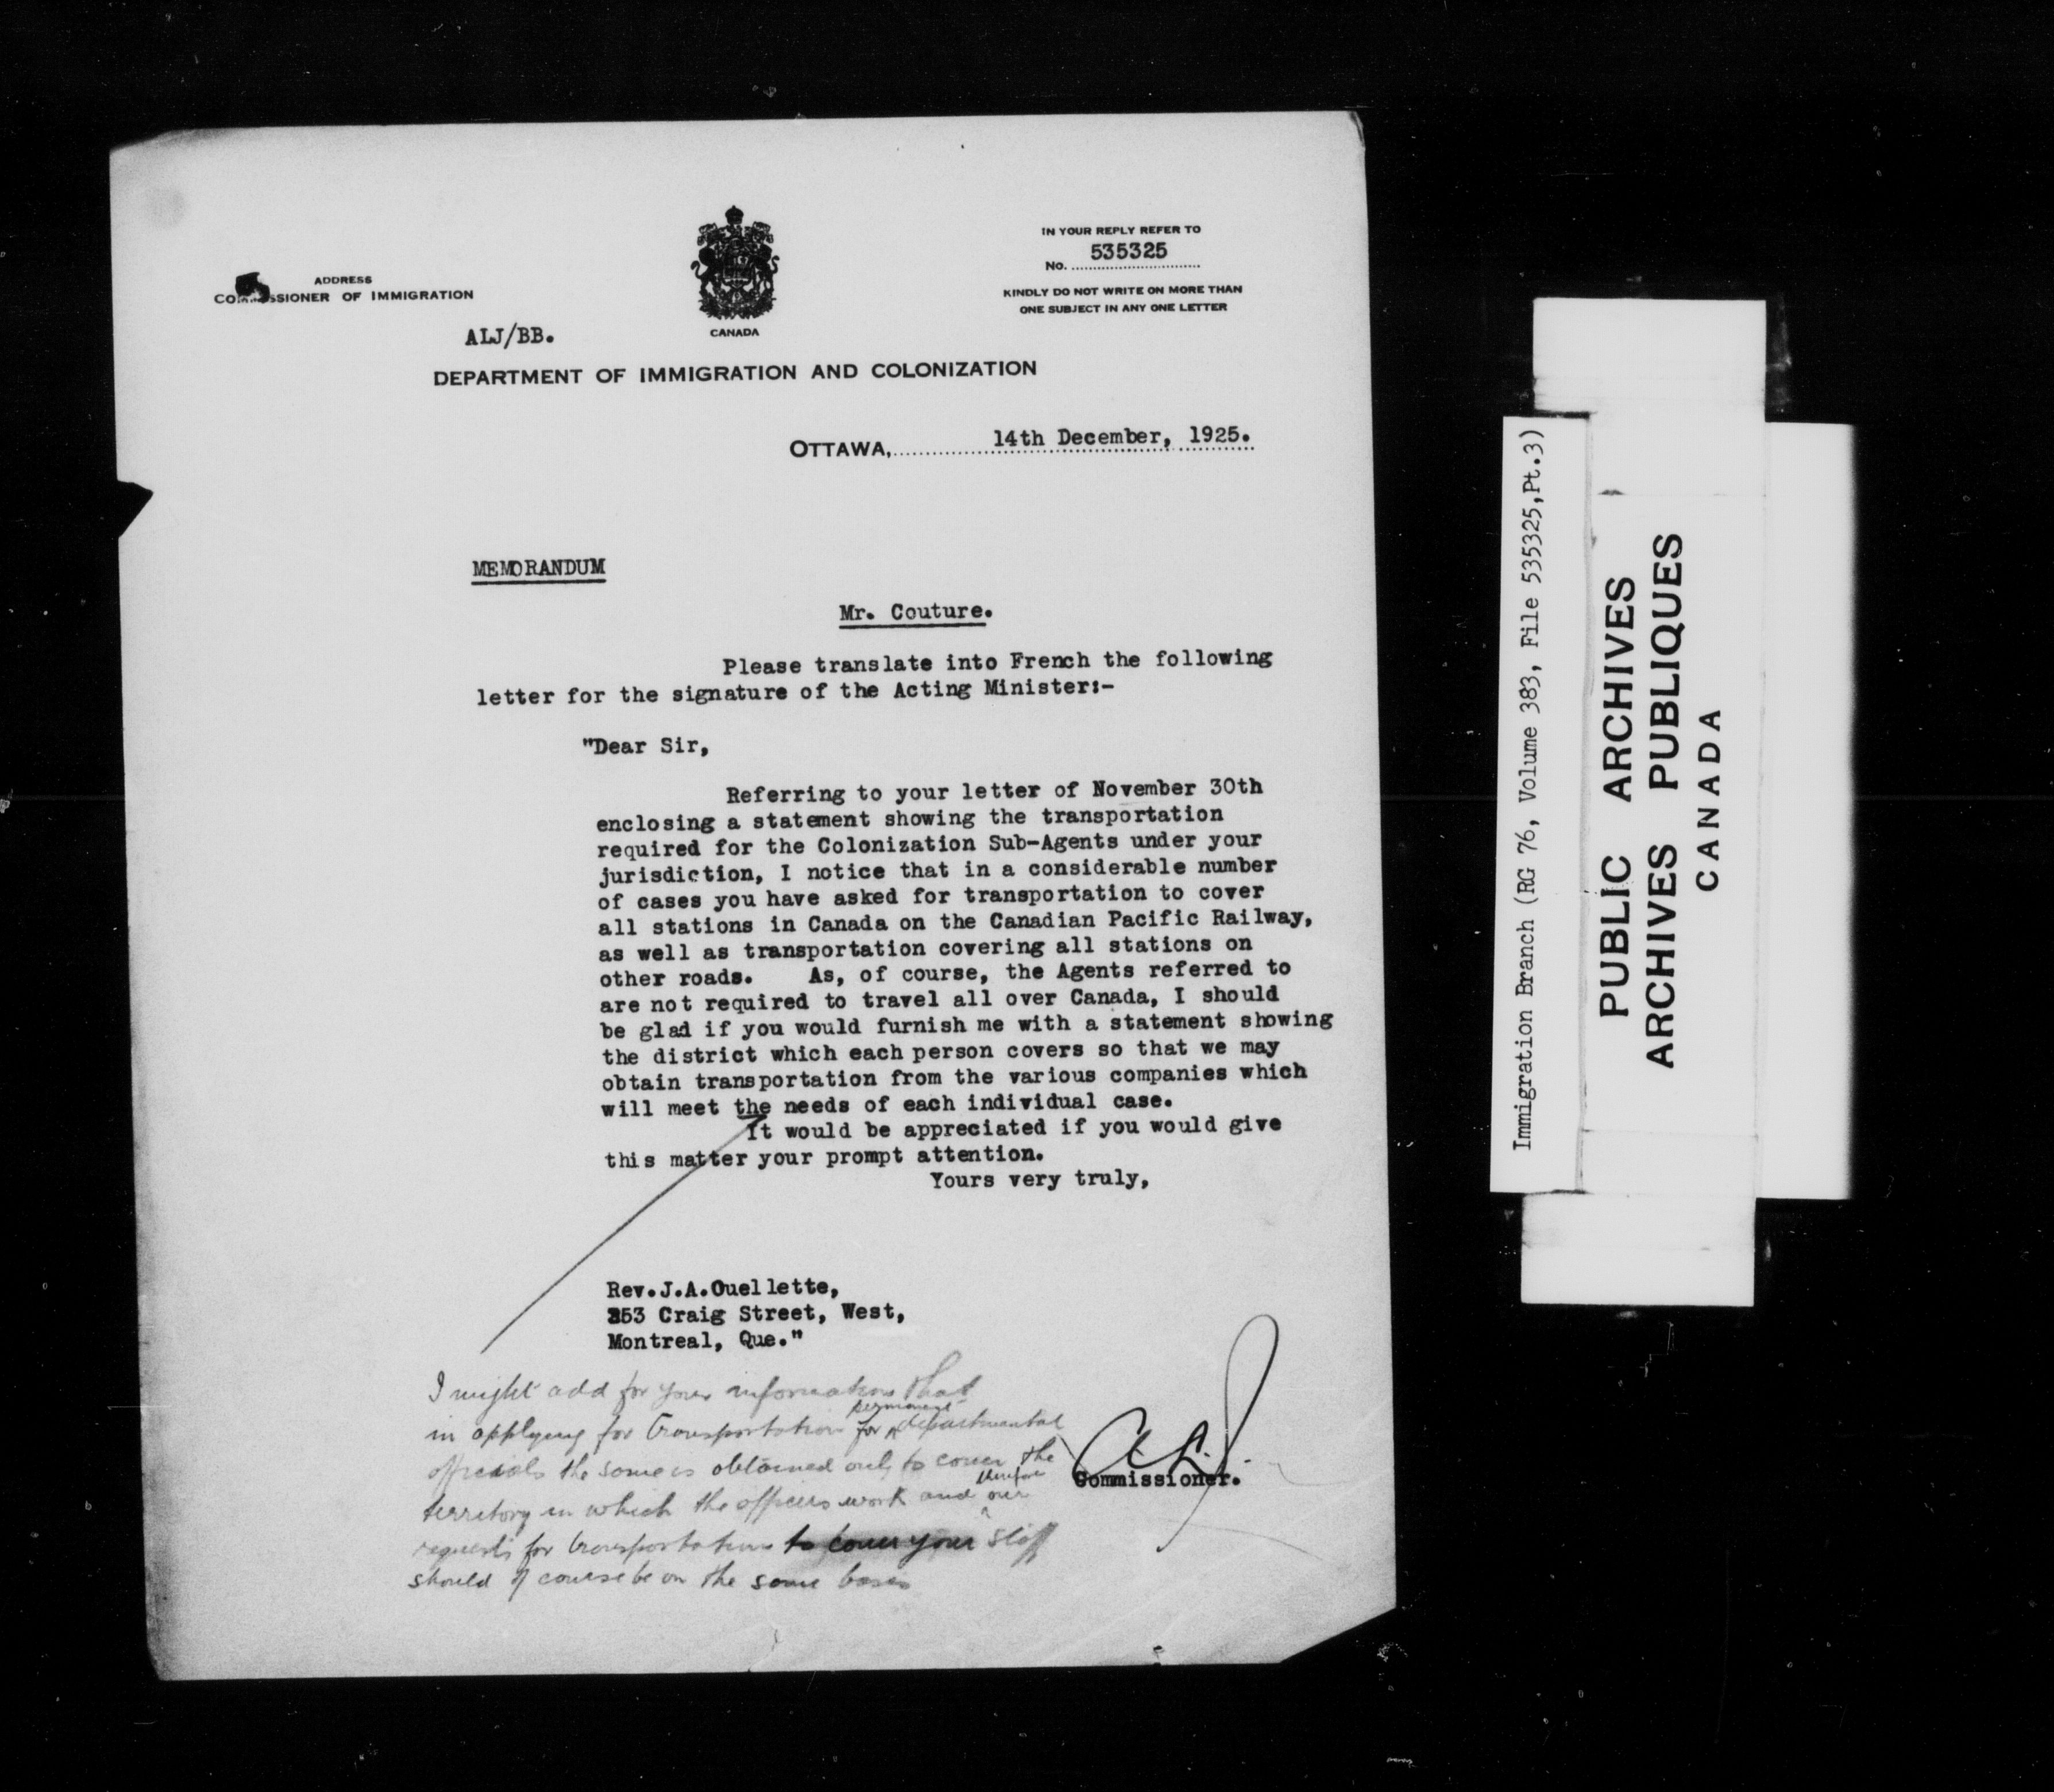 IN YOUR REPLY REFER TO
No. 535325
KINDLY DO NOT WRITE ON MORE THAN
ONE SUBJECT IN ANY ONE LETTER
ADDRESS
COMMISSIONER OF IMMIGRATION
CANADA
ALJ/BB.
DEPARTMENT OF IMMIGRATION AND COLONIZATION
OTTAWA, 14th December, 1925.
MEMORANDUM
Mr. Couture.
Please translate into French the following
letter for the signature of the Acting Minister:-
"Dear Sir,
Referring to your letter of November 30th
enclosing a statement showing the transportation
required for the Colonization Sub-Agents under your
jurisdiction, I notice that in a considerable number
of cases you have asked for transportation to cover
all stations in Canada on the Canadian Pacific Railway,
as well as transportation covering all stations on
other roads. As, of course, the Agents referred to
are not required to travel all over Canada, I should
be glad if you would furnish me with a statement showing
the district which each person covers so that we may
obtain transportation from the various companies which
will meet the needs of each individual case.
It would be appreciated if you would give
this matter your prompt attention.
Yours very truly,
Rev.J.A.Ouellette,
353 Craig Street, West,
Montreal, Que."
I might add for your information that
in applying for transportation for permanent departmental
officials the same is obtained only to cover the
territory in which the officers work and therefore our
requests for transportation to cover your staff
should of course be on the same basis
Commissioner.
Immigration Branch (RG 76, Volume 383, File 535325,Pt.3)
PUBLIC ARCHIVES
ARCHIVES PUBLIQUES
CANADA